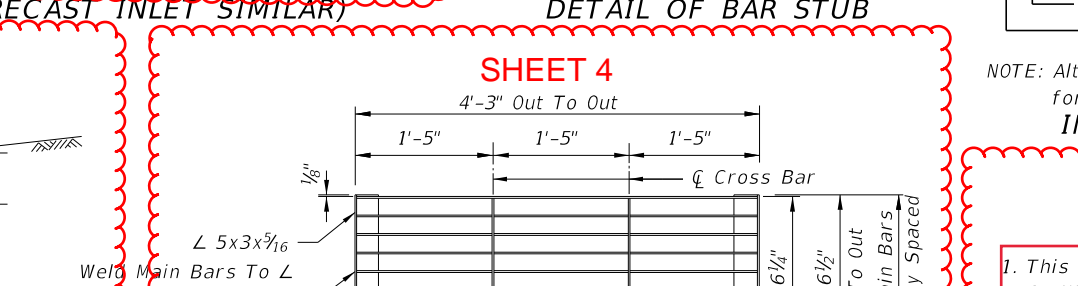 RECAST INLET SIMILAR)
DETAIL OF BAR STUB
SHEET 4
4'-3" Out To Out
1'-5" 1'-5" 1'-5"
1/8"
℄ Cross Bar
∠ 5x3x5/16
Weld Main Bars To ∠
6 1/4"
6 1/2"
To Out
in Bars
y Spaced
NOTE: Alt
for
1. This